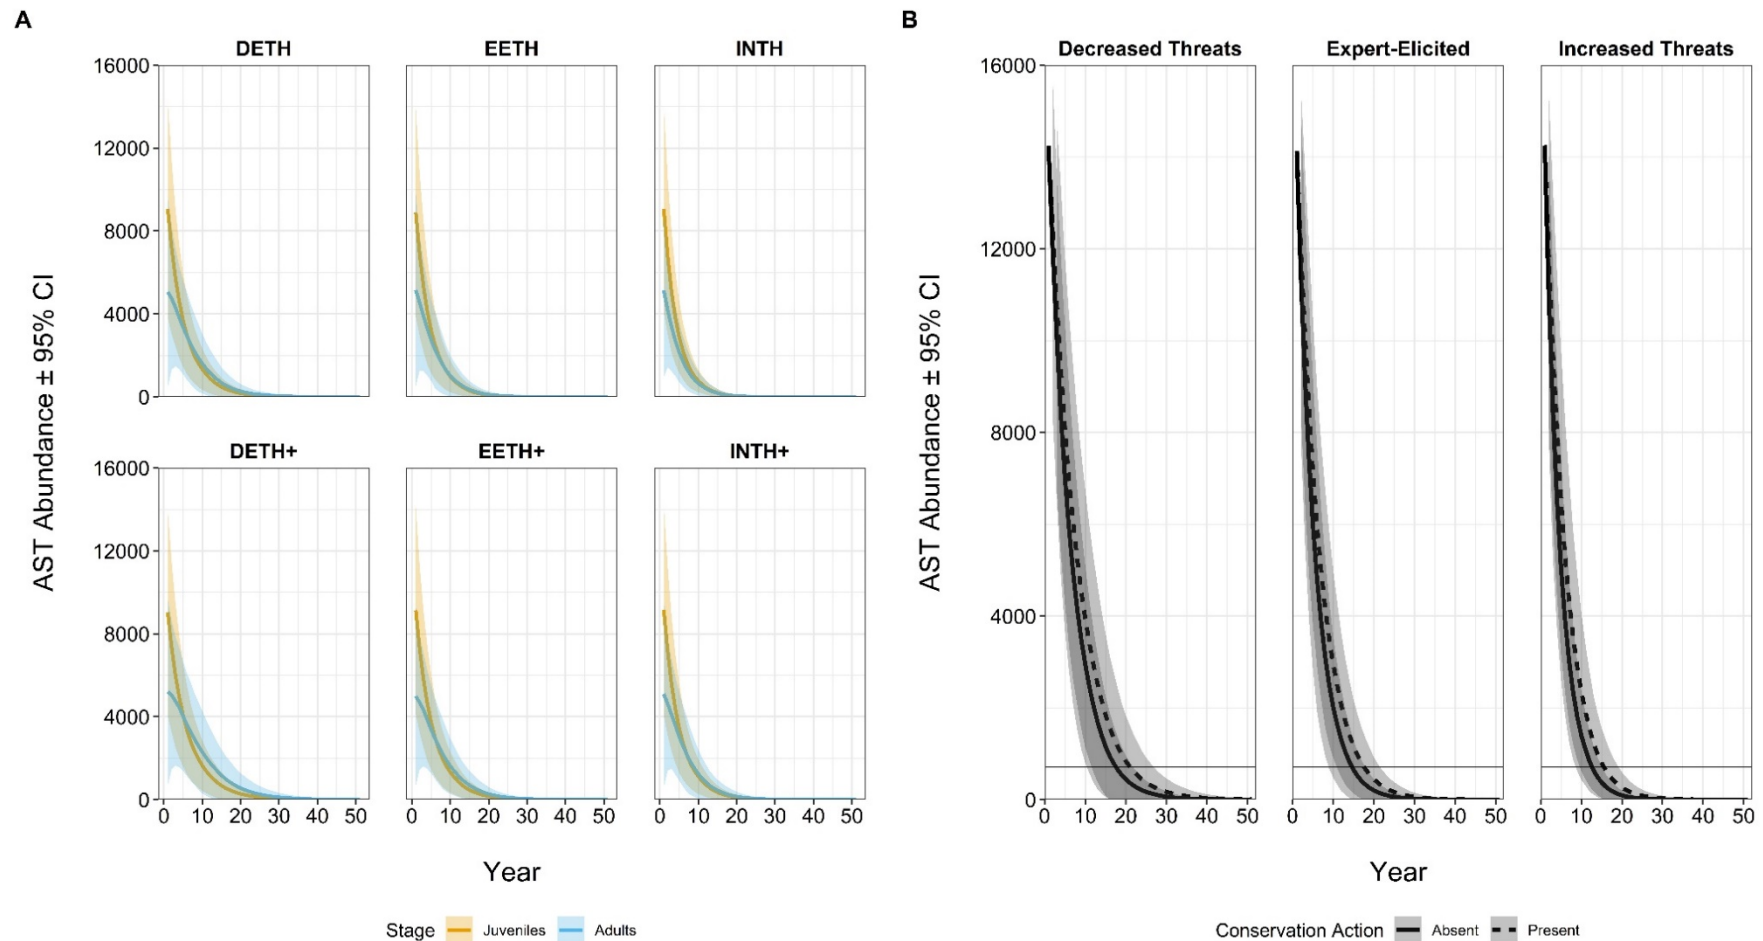 A
DETH EETH INTH
16000
12000
8000
4000
0
DETH+ EETH+ INTH+
16000
12000
8000
4000
0
0 10 20 30 40 50 0 10 20 30 40 50 0 10 20 30 40 50
AST Abundance ± 95% CI
Year
Stage Juveniles Adults
B
Decreased Threats Expert-Elicited Increased Threats
16000
12000
8000
4000
0
0 10 20 30 40 50 0 10 20 30 40 50 0 10 20 30 40 50
AST Abundance ± 95% CI
Year
Conservation Action Absent Present